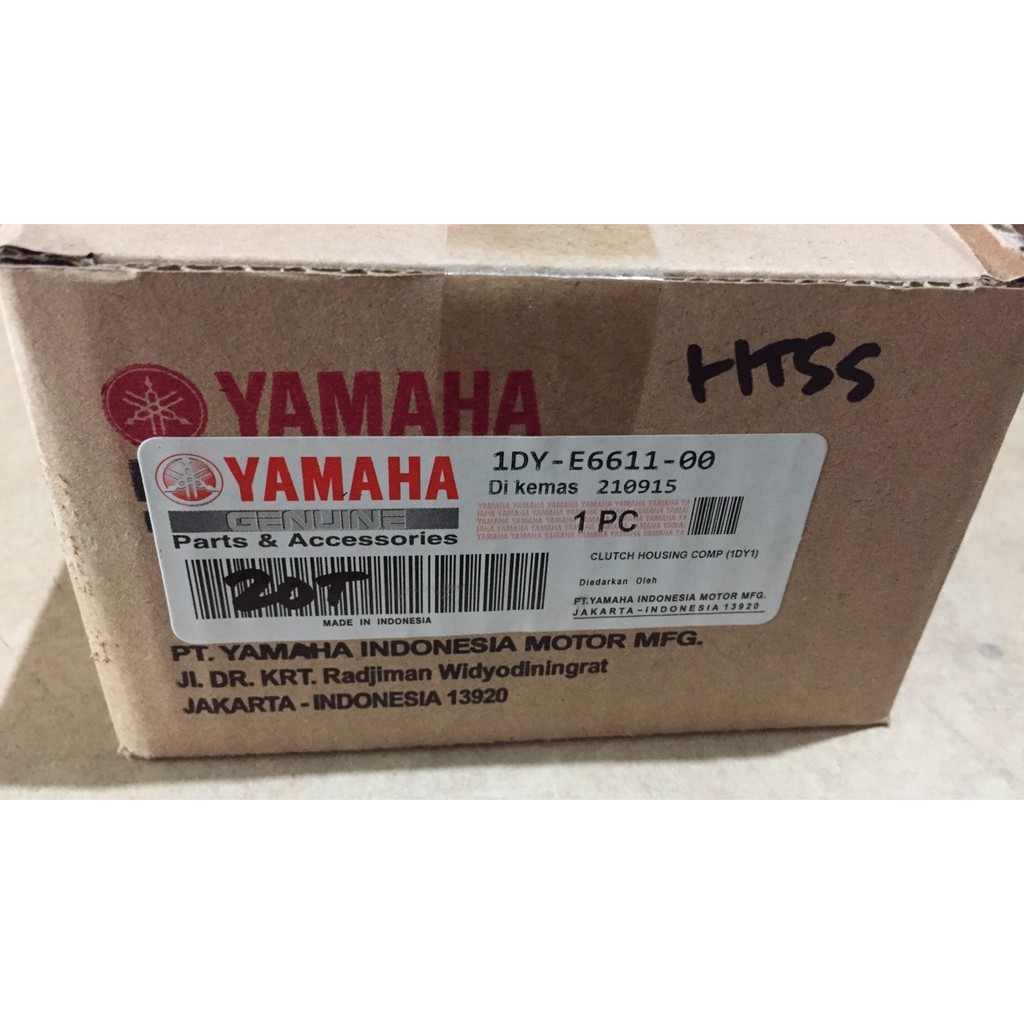 HTSS
YAMAHA
YAMAHA
GENUINE
Parts & Accessories
1DY-E6611-00
Di kemas 210915
1 PC
CLUTCH HOUSING COMP (1DY1)
Diedarkan Oleh
PT.YAMAHA INDONESIA MOTOR MFG.
JAKARTA-INDONESIA 13920
20T
MADE IN INDONESIA
PT. YAMAHA INDONESIA MOTOR MFG.
Jl. DR. KRT. Radjiman Widyodiningrat
JAKARTA - INDONESIA 13920